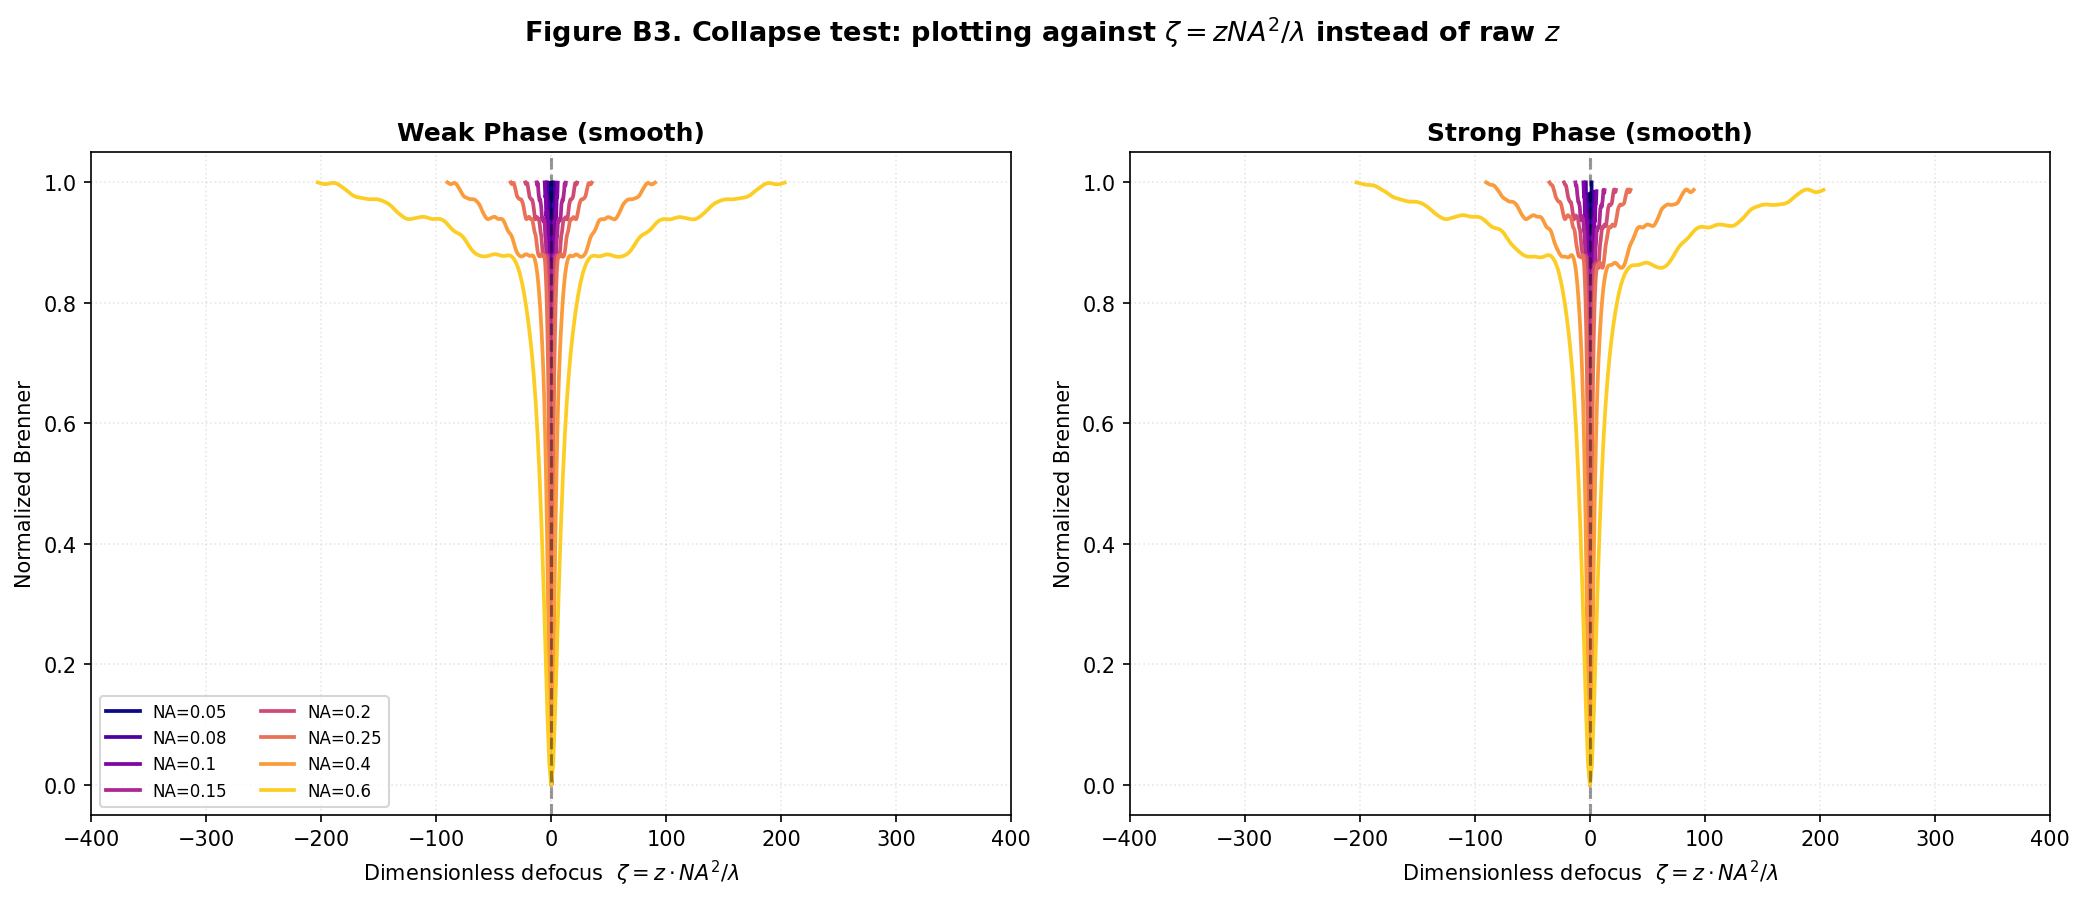 Figure B3. Collapse test: plotting against ζ = zNA²/λ instead of raw z
Weak Phase (smooth)
Normalized Brenner
1.0
0.8
0.6
0.4
0.2
0.0
NA=0.05
NA=0.08
NA=0.1
NA=0.15
NA=0.2
NA=0.25
NA=0.4
NA=0.6
−400 −300 −200 −100 0 100 200 300 400
Dimensionless defocus ζ = z · NA²/λ
Strong Phase (smooth)
Normalized Brenner
1.0
0.8
0.6
0.4
0.2
0.0
−400 −300 −200 −100 0 100 200 300 400
Dimensionless defocus ζ = z · NA²/λ